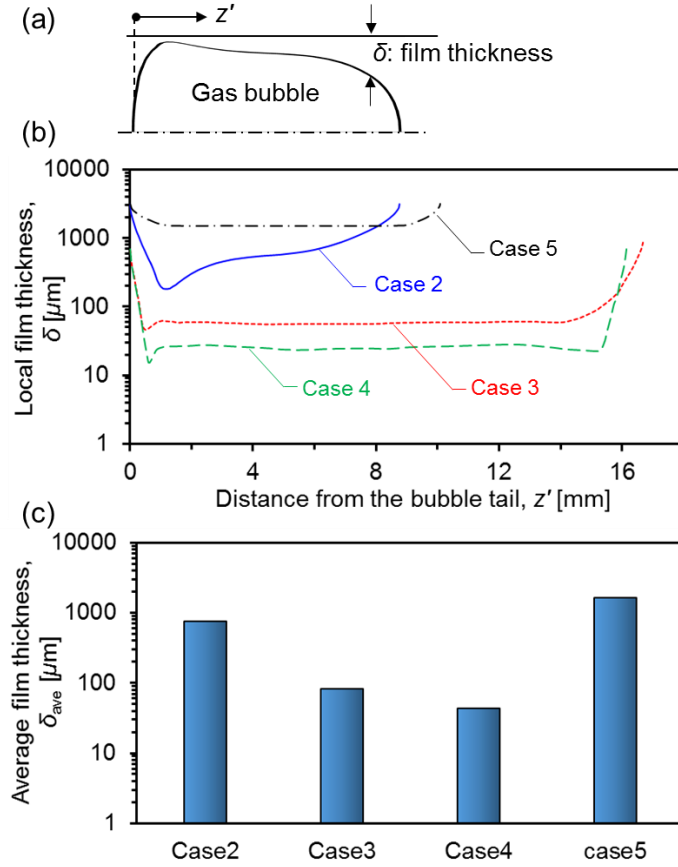 (a)
z′
δ: film thickness
Gas bubble
(b)
Local film thickness,
δ [µm]
10000
1000
100
10
1
Case 5
Case 2
Case 4
Case 3
0
4
8
12
16
Distance from the bubble tail, z′ [mm]
(c)
Average film thickness,
δave [µm]
10000
1000
100
10
1
Case2
Case3
Case4
case5